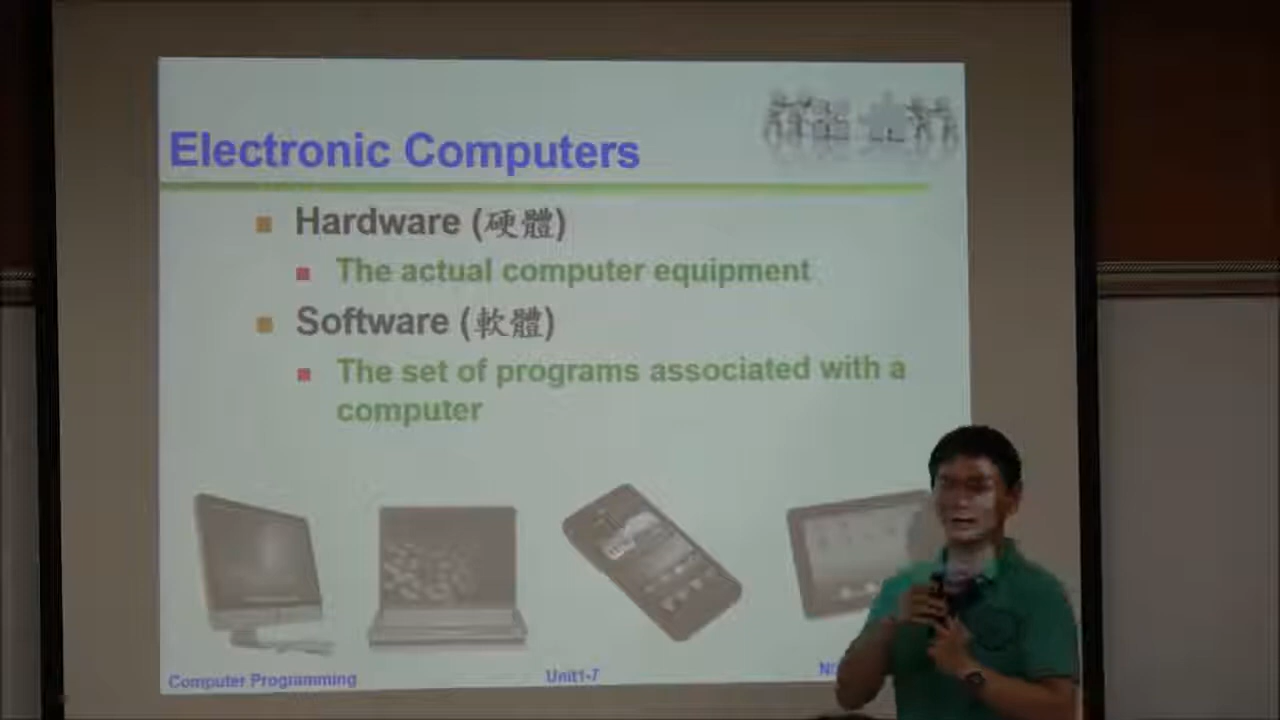 Electronic Computers
Hardware (硬體)
The actual computer equipment
Software (軟體)
The set of programs associated with a
computer
Computer Programming
Unit1-7